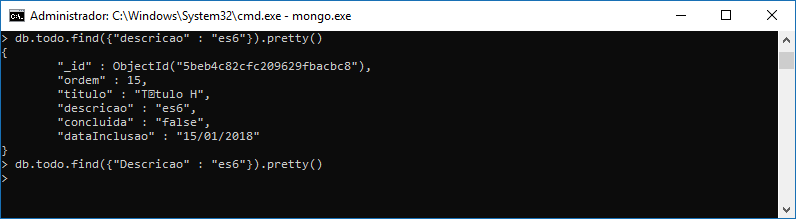 Administrador: C:\Windows\System32\cmd.exe - mongo.exe
> db.todo.find({"descricao" : "es6"}).pretty()
{
"_id" : ObjectId("5beb4c82cfc209629fbacbc8"),
"ordem" : 15,
"titulo" : "T�tulo H",
"descricao" : "es6",
"concluida" : "false",
"dataInclusao" : "15/01/2018"
}
> db.todo.find({"Descricao" : "es6"}).pretty()
>